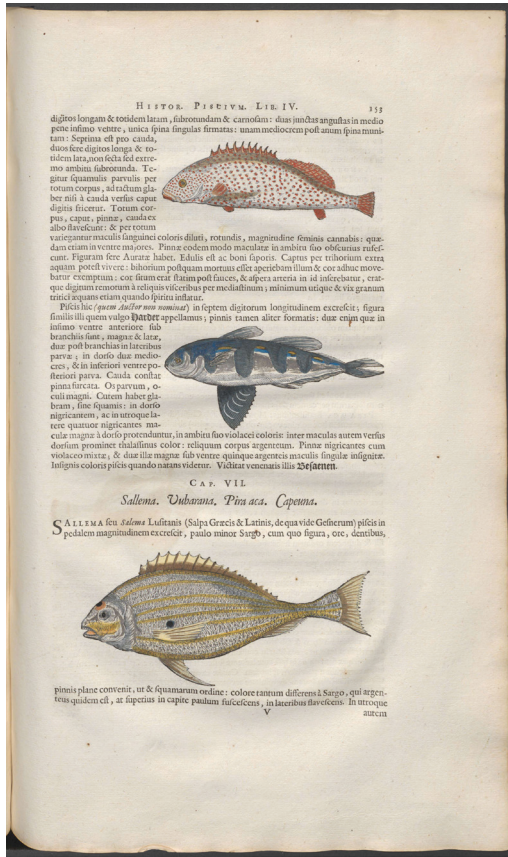 HISTOR. PISCIVM. LIB. IV. 153
digitos longam & totidem latam, subrotundam & carnosam: duas junctas angustas in medio
pene infimo ventre, unica spina singulas firmatas: unam mediocrem post anum spina muni-
tam: Septima est pro cauda,
duos fere digitos longa & to-
tidem lata, non secta sed extre-
mo ambitu subrotunda. Te-
gitur squamulis parvulis per
totum corpus, ad tactum gla-
ber nisi à cauda versus caput
digitis fricetur. Totum cor-
pus, caput, pinnæ, cauda ex
albo flavescunt: & per totum
variegantur maculis sanguinei coloris diluti, rotundis, magnitudine seminis cannabis: quæ-
dam etiam in ventre majores. Pinnæ eodem modo maculatæ in ambitu suo obscurius rufes-
cunt. Figuram fere Auratæ habet. Edulis est ac boni saporis. Captus per trihorium extra
aquam potest vivere: bihorium postquam mortuus esset aperiebam illum & cor adhuc move-
batur exemptum: cor situm erat statim post fauces, & aspera arteria in id inserebatur, erat-
que digitum remotum à reliquis visceribus per mediastinum; minimum utique & vix granum
tritici æquans etiam quando spiritu inflatur.
Piscis hic (quem Auctor non nominat) in septem digitorum longitudinem excrescit; figura
similis illi quem vulgo Harder appellamus; pinnis tamen aliter formatis: duæ enim quæ in
infimo ventre anteriore sub
branchiis sunt, magnæ & latæ,
duæ post branchias in lateribus
parvæ; in dorso duæ medio-
cres, & in inferiori ventre po-
steriori parva. Cauda constat
pinna furcata. Os parvum, o-
culi magni. Cutem habet gla-
bram, sine squamis: in dorso
nigricantem, ac in utroque la-
tere quatuor nigricantes ma-
culæ magnæ à dorso protenduntur, in ambitu suo violacei coloris: inter maculas autem versus
dorsum prominet thalassinus color: reliquum corpus argenteum. Pinnæ nigricantes cum
violaceo mixtæ, & duæ illæ magnæ sub ventre quinque argenteis maculis singulæ insignitæ.
Insignis coloris piscis quando natans videtur. Victitat venenatis illis Besaenen.
CAP. VII.
Sallema. Vubarana. Pira aca. Capeuna.
SALLEMA seu Salema Lusitanis (Salpa Græcis & Latinis, de qua vide Gesnerum) piscis in
pedalem magnitudinem excrescit, paulo minor Sargo, cum quo figura, ore, dentibus,
pinnis plane convenit, ut & squamarum ordine: colore tantum differens à Sargo, qui argen-
teus quidem est, at superius in capite paulum fuscescens, in lateribus flavescens. In utroque
V autem